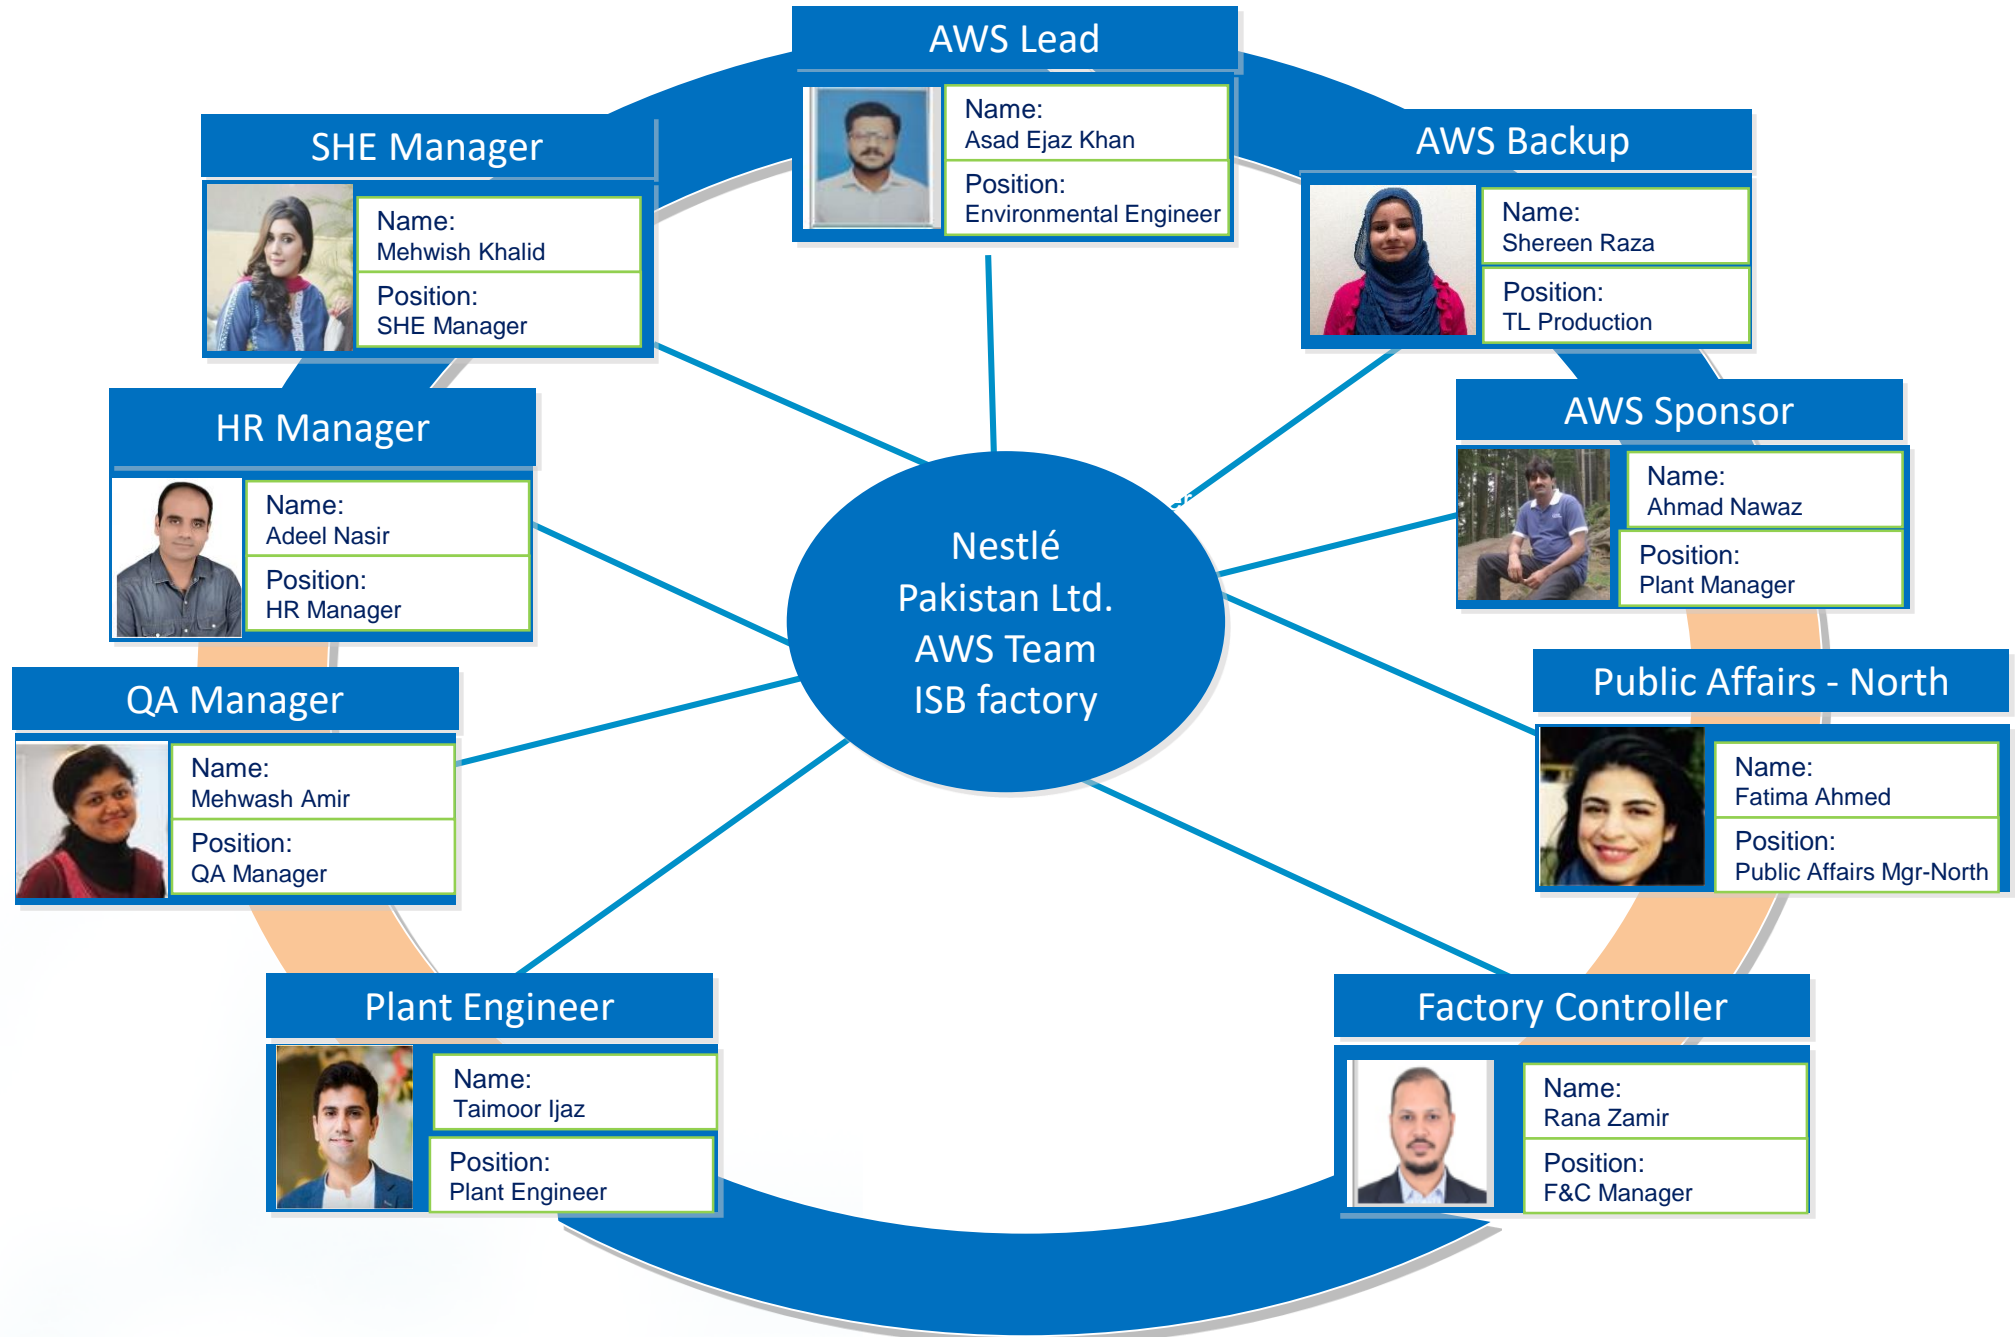 AWS Lead
Name:
Asad Ejaz Khan
Position:
Environmental Engineer
SHE Manager
Name:
Mehwish Khalid
Position:
SHE Manager
AWS Backup
Name:
Shereen Raza
Position:
TL Production
HR Manager
Name:
Adeel Nasir
Position:
HR Manager
AWS Sponsor
Name:
Ahmad Nawaz
Position:
Plant Manager
Nestlé
Pakistan Ltd.
AWS Team
ISB factory
QA Manager
Name:
Mehwash Amir
Position:
QA Manager
Public Affairs - North
Name:
Fatima Ahmed
Position:
Public Affairs Mgr-North
Plant Engineer
Name:
Taimoor Ijaz
Position:
Plant Engineer
Factory Controller
Name:
Rana Zamir
Position:
F&C Manager